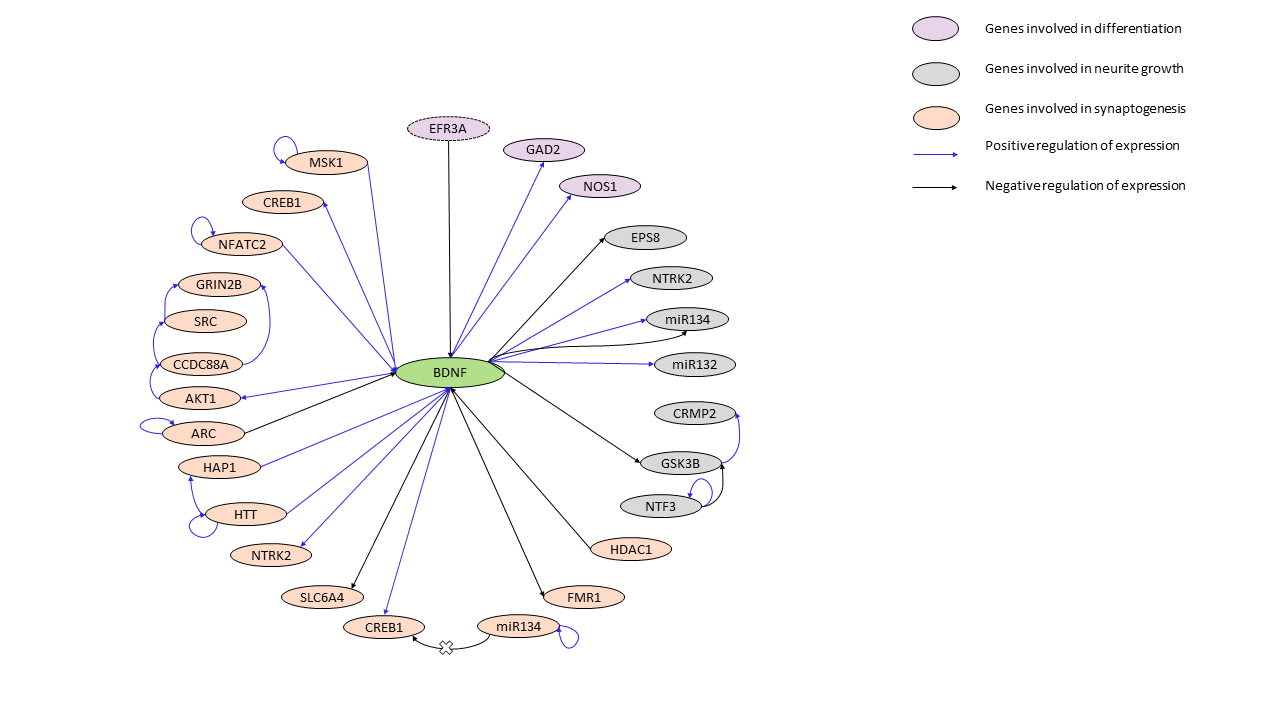 Genes involved in differentiation
Genes involved in neurite growth
Genes involved in synaptogenesis
Positive regulation of expression
Negative regulation of expression
EFR3A
GAD2
MSK1
NOS1
CREB1
EPS8
NFATC2
NTRK2
GRIN2B
SRC
miR134
CCDC88A
miR132
BDNF
AKT1
CRMP2
ARC
GSK3B
HAP1
NTF3
HTT
HDAC1
NTRK2
SLC6A4
FMR1
CREB1
miR134